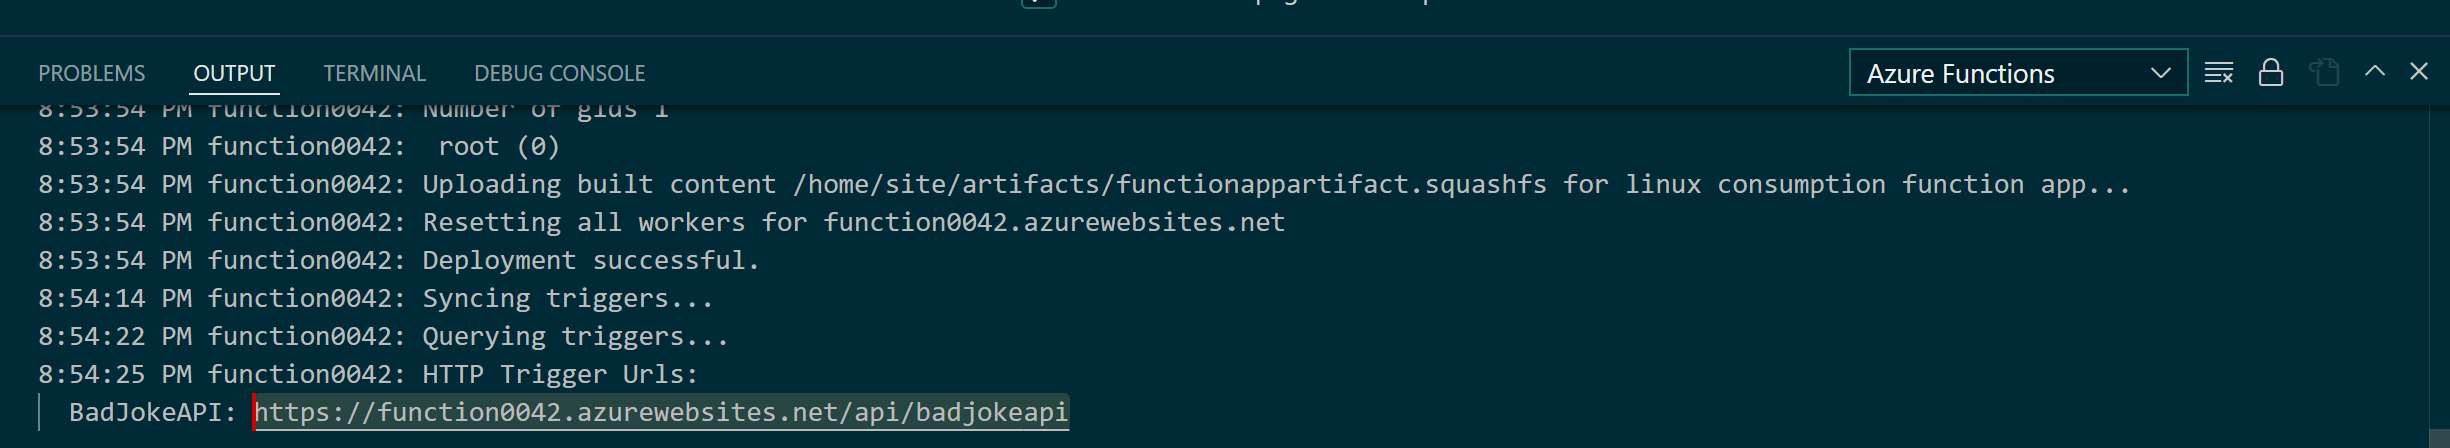 PROBLEMS OUTPUT TERMINAL DEBUG CONSOLE Azure Functions
8:53:54 PM function0042: Number of gids 1
8:53:54 PM function0042:  root (0)
8:53:54 PM function0042: Uploading built content /home/site/artifacts/functionappartifact.squashfs for linux consumption function app...
8:53:54 PM function0042: Resetting all workers for function0042.azurewebsites.net
8:53:54 PM function0042: Deployment successful.
8:54:14 PM function0042: Syncing triggers...
8:54:22 PM function0042: Querying triggers...
8:54:25 PM function0042: HTTP Trigger Urls:
BadJokeAPI: https://function0042.azurewebsites.net/api/badjokeapi